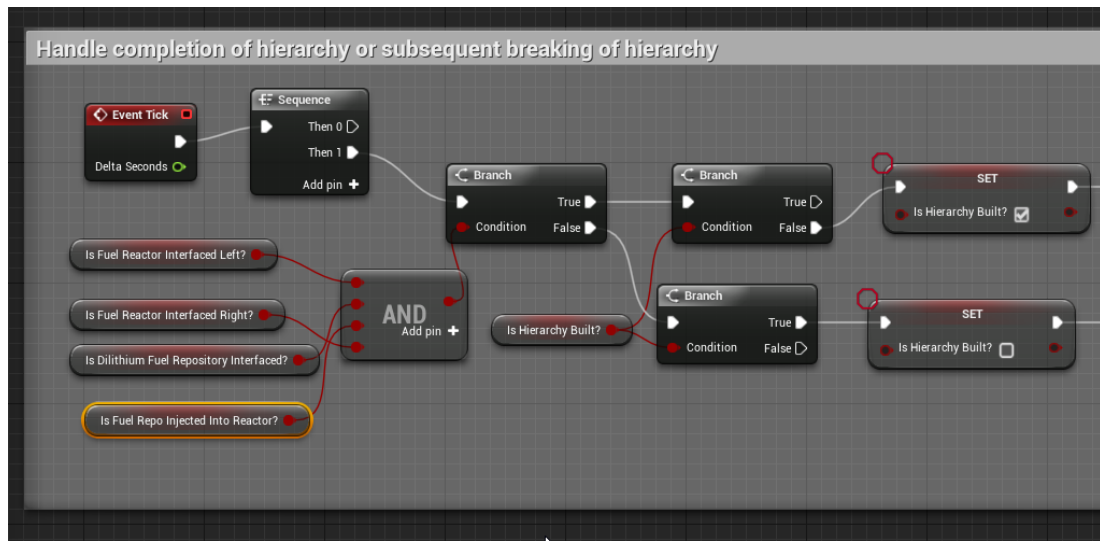 Handle completion of hierarchy or subsequent breaking of hierarchy
Event Tick
Delta Seconds
Sequence
Then 0
Then 1
Add pin +
Branch
True
Condition
False
Branch
True
Condition
False
SET
Is Hierarchy Built?
Is Fuel Reactor Interfaced Left?
Is Fuel Reactor Interfaced Right?
Is Dilithium Fuel Repository Interfaced?
Is Fuel Repo Injected Into Reactor?
AND
Add pin +
Is Hierarchy Built?
Branch
True
Condition
False
SET
Is Hierarchy Built?